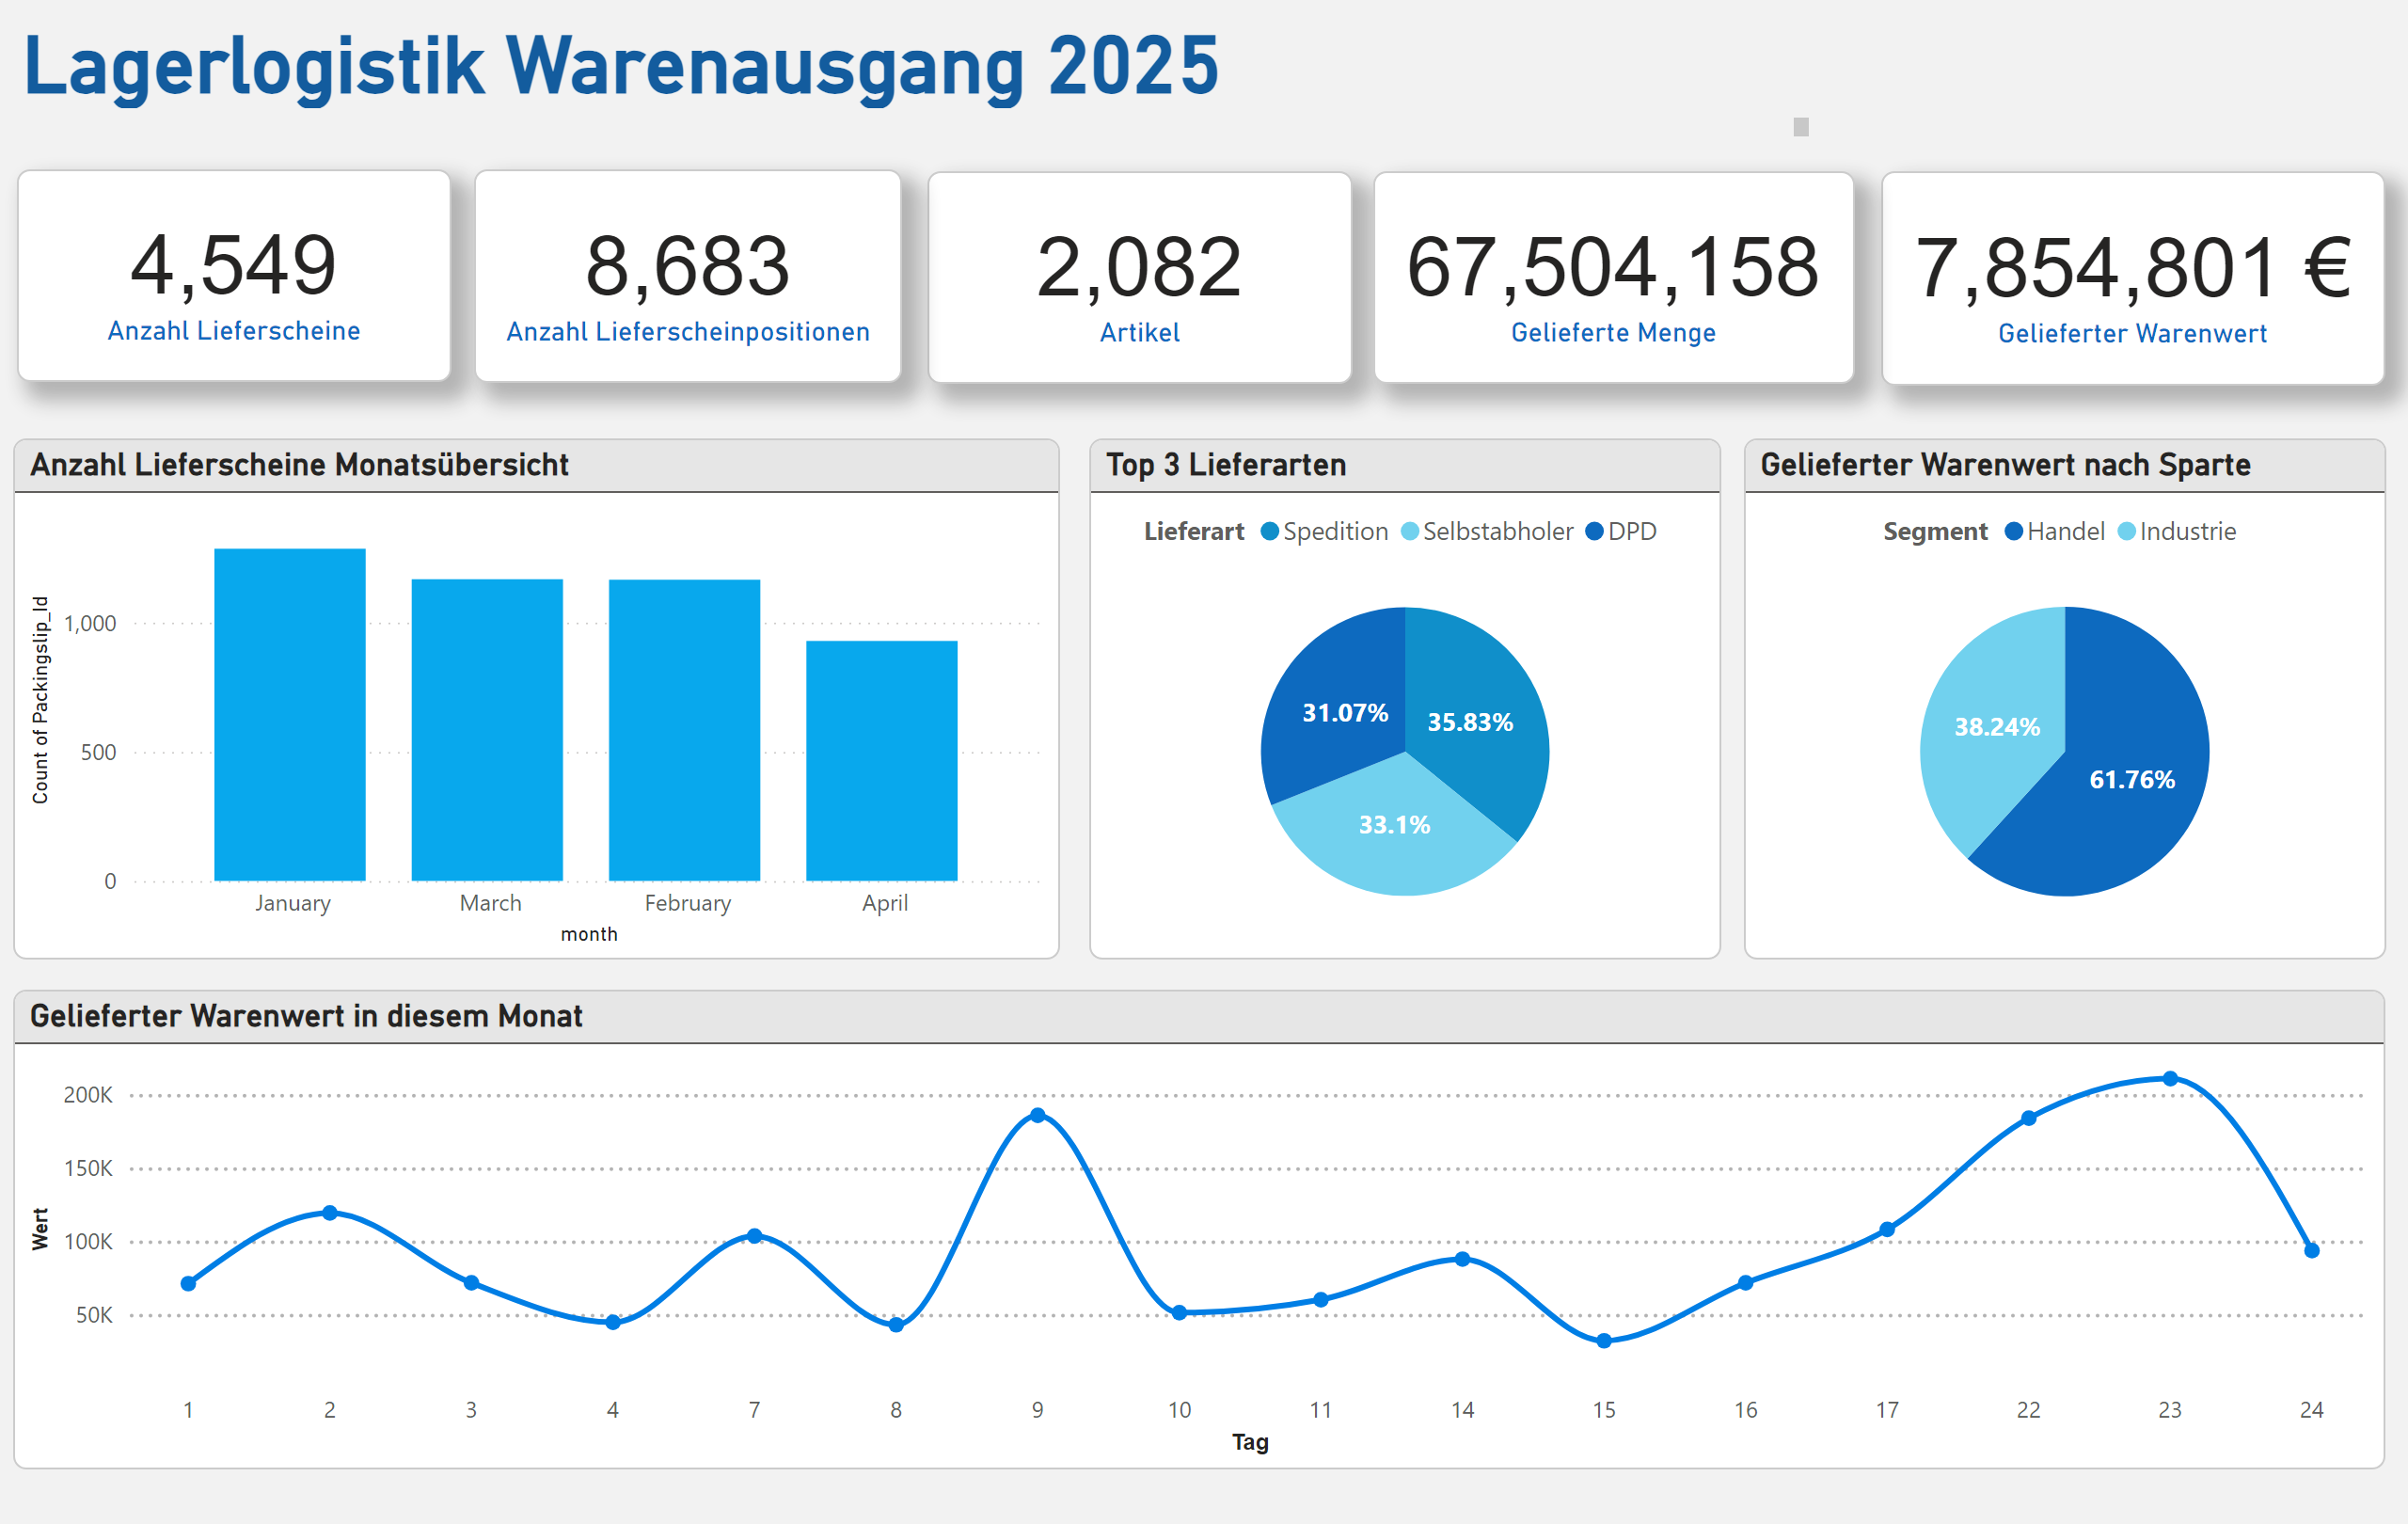 Lagerlogistik Warenausgang 2025
4,549
Anzahl Lieferscheine
8,683
Anzahl Lieferscheinpositionen
2,082
Artikel
67,504,158
Gelieferte Menge
7,854,801 €
Gelieferter Warenwert
Anzahl Lieferscheine Monatsübersicht
Count of Packingslip_Id
1,000
500
0
January March February April
month
Top 3 Lieferarten
Lieferart Spedition Selbstabholer DPD
31.07% 35.83%
33.1%
Gelieferter Warenwert nach Sparte
Segment Handel Industrie
38.24%
61.76%
Gelieferter Warenwert in diesem Monat
Wert
200K
150K
100K
50K
1 2 3 4 7 8 9 10 11 14 15 16 17 22 23 24
Tag